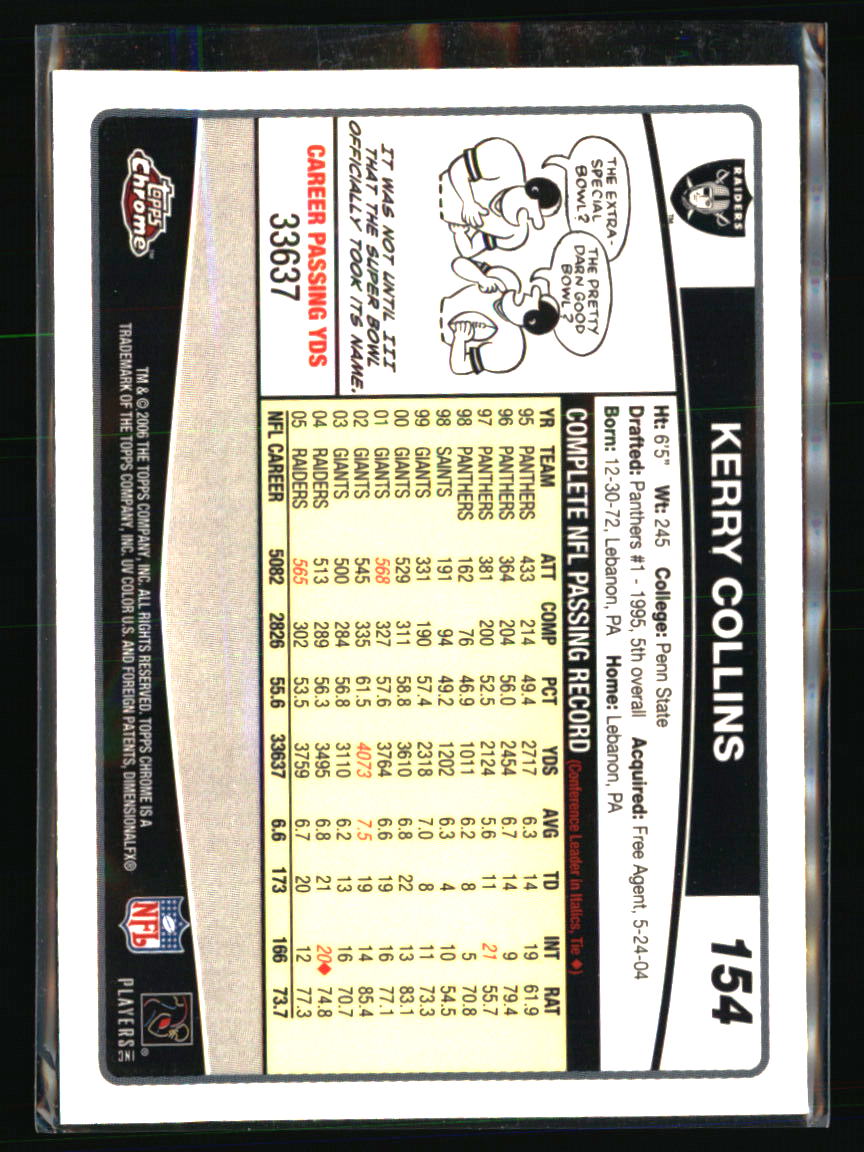 RAIDERS
™
KERRY COLLINS
154
THE EXTRA-
SPECIAL
BOWL?
THE PRETTY
DARN GOOD
BOWL?
IT WAS NOT UNTIL III
THAT THE SUPER BOWL
OFFICIALLY TOOK ITS NAME.
CAREER PASSING YDS
33637
Ht: 6'5" Wt: 245 College: Penn State
Drafted: Panthers #1 - 1995, 5th overall Acquired: Free Agent, 5-24-04
Born: 12-30-72, Lebanon, PA Home: Lebanon, PA
COMPLETE NFL PASSING RECORD (Conference Leader in Italics, Tie ♦)
YR TEAM ATT COMP PCT YDS AVG TD INT RAT
95 PANTHERS 433 214 49.4 2717 6.3 14 19 61.9
96 PANTHERS 364 204 56.0 2454 6.7 14 9 79.4
97 PANTHERS 381 200 52.5 2124 5.6 11 21 55.7
98 PANTHERS 162 76 46.9 1011 6.2 8 5 70.8
98 SAINTS 191 94 49.2 1202 6.3 4 10 54.5
99 GIANTS 331 190 57.4 2318 7.0 8 11 73.3
00 GIANTS 529 311 58.8 3610 6.8 22 13 83.1
01 GIANTS 568 327 57.6 3764 6.6 19 16 77.1
02 GIANTS 545 335 61.5 4073 7.5 19 14 85.4
03 GIANTS 500 284 56.8 3110 6.2 13 16 70.7
04 RAIDERS 513 289 56.3 3495 6.8 21 20♦ 74.8
05 RAIDERS 565 302 53.5 3759 6.7 20 12 77.3
NFL CAREER 5082 2826 55.6 33637 6.6 173 166 73.7
topps
Chrome™
TM & © 2006 THE TOPPS COMPANY, INC. ALL RIGHTS RESERVED. TOPPS CHROME IS A
TRADEMARK OF THE TOPPS COMPANY, INC. UV COLOR U.S. AND FOREIGN PATENTS, DIMENSIONALFX®
NFL
®
PLAYERS INC